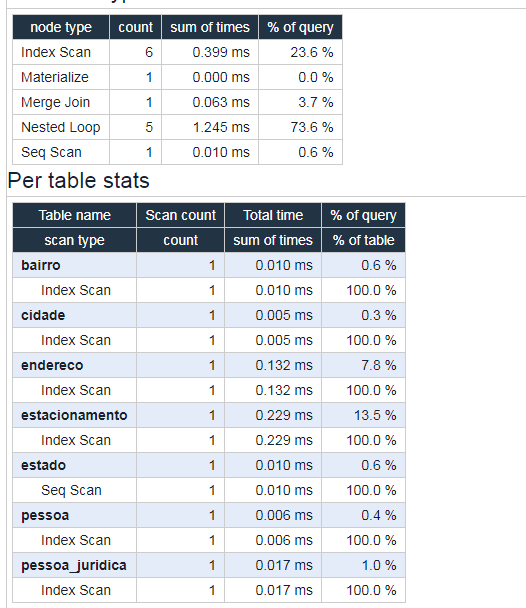 node type count sum of times % of query
Index Scan 6 0.399 ms 23.6 %
Materialize 1 0.000 ms 0.0 %
Merge Join 1 0.063 ms 3.7 %
Nested Loop 5 1.245 ms 73.6 %
Seq Scan 1 0.010 ms 0.6 %
Per table stats
Table name Scan count Total time % of query
scan type count sum of times % of table
bairro 1 0.010 ms 0.6 %
Index Scan 1 0.010 ms 100.0 %
cidade 1 0.005 ms 0.3 %
Index Scan 1 0.005 ms 100.0 %
endereco 1 0.132 ms 7.8 %
Index Scan 1 0.132 ms 100.0 %
estacionamento 1 0.229 ms 13.5 %
Index Scan 1 0.229 ms 100.0 %
estado 1 0.010 ms 0.6 %
Seq Scan 1 0.010 ms 100.0 %
pessoa 1 0.006 ms 0.4 %
Index Scan 1 0.006 ms 100.0 %
pessoa_juridica 1 0.017 ms 1.0 %
Index Scan 1 0.017 ms 100.0 %